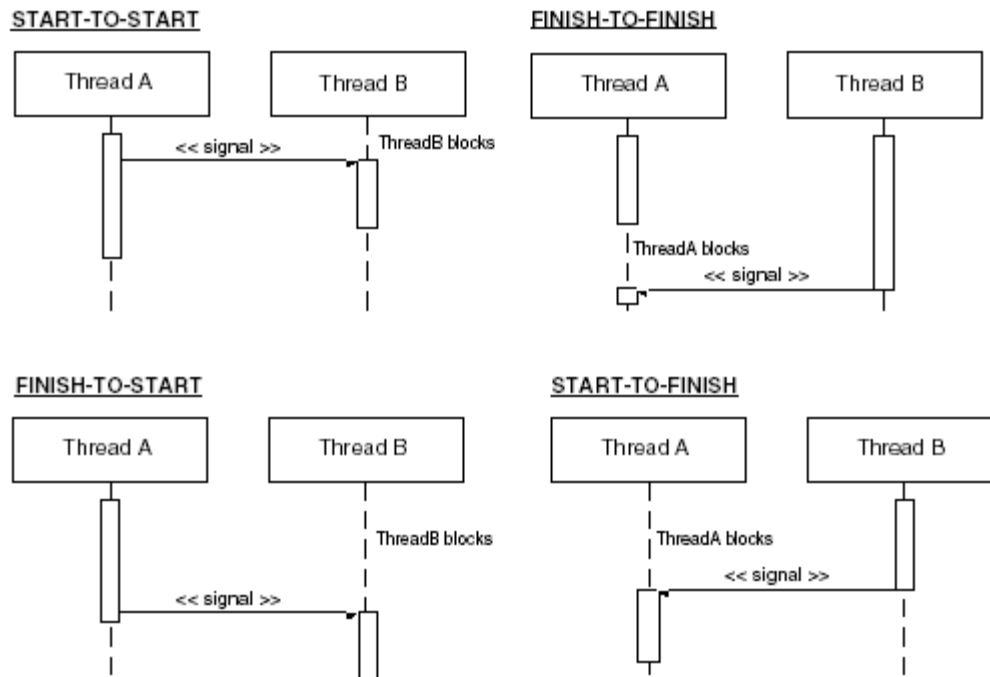 START-TO-START
Thread A
Thread B
ThreadB blocks
<< signal >>
FINISH-TO-FINISH
Thread A
Thread B
ThreadA blocks
<< signal >>
FINISH-TO-START
Thread A
Thread B
ThreadB blocks
<< signal >>
START-TO-FINISH
Thread A
Thread B
ThreadA blocks
<< signal >>